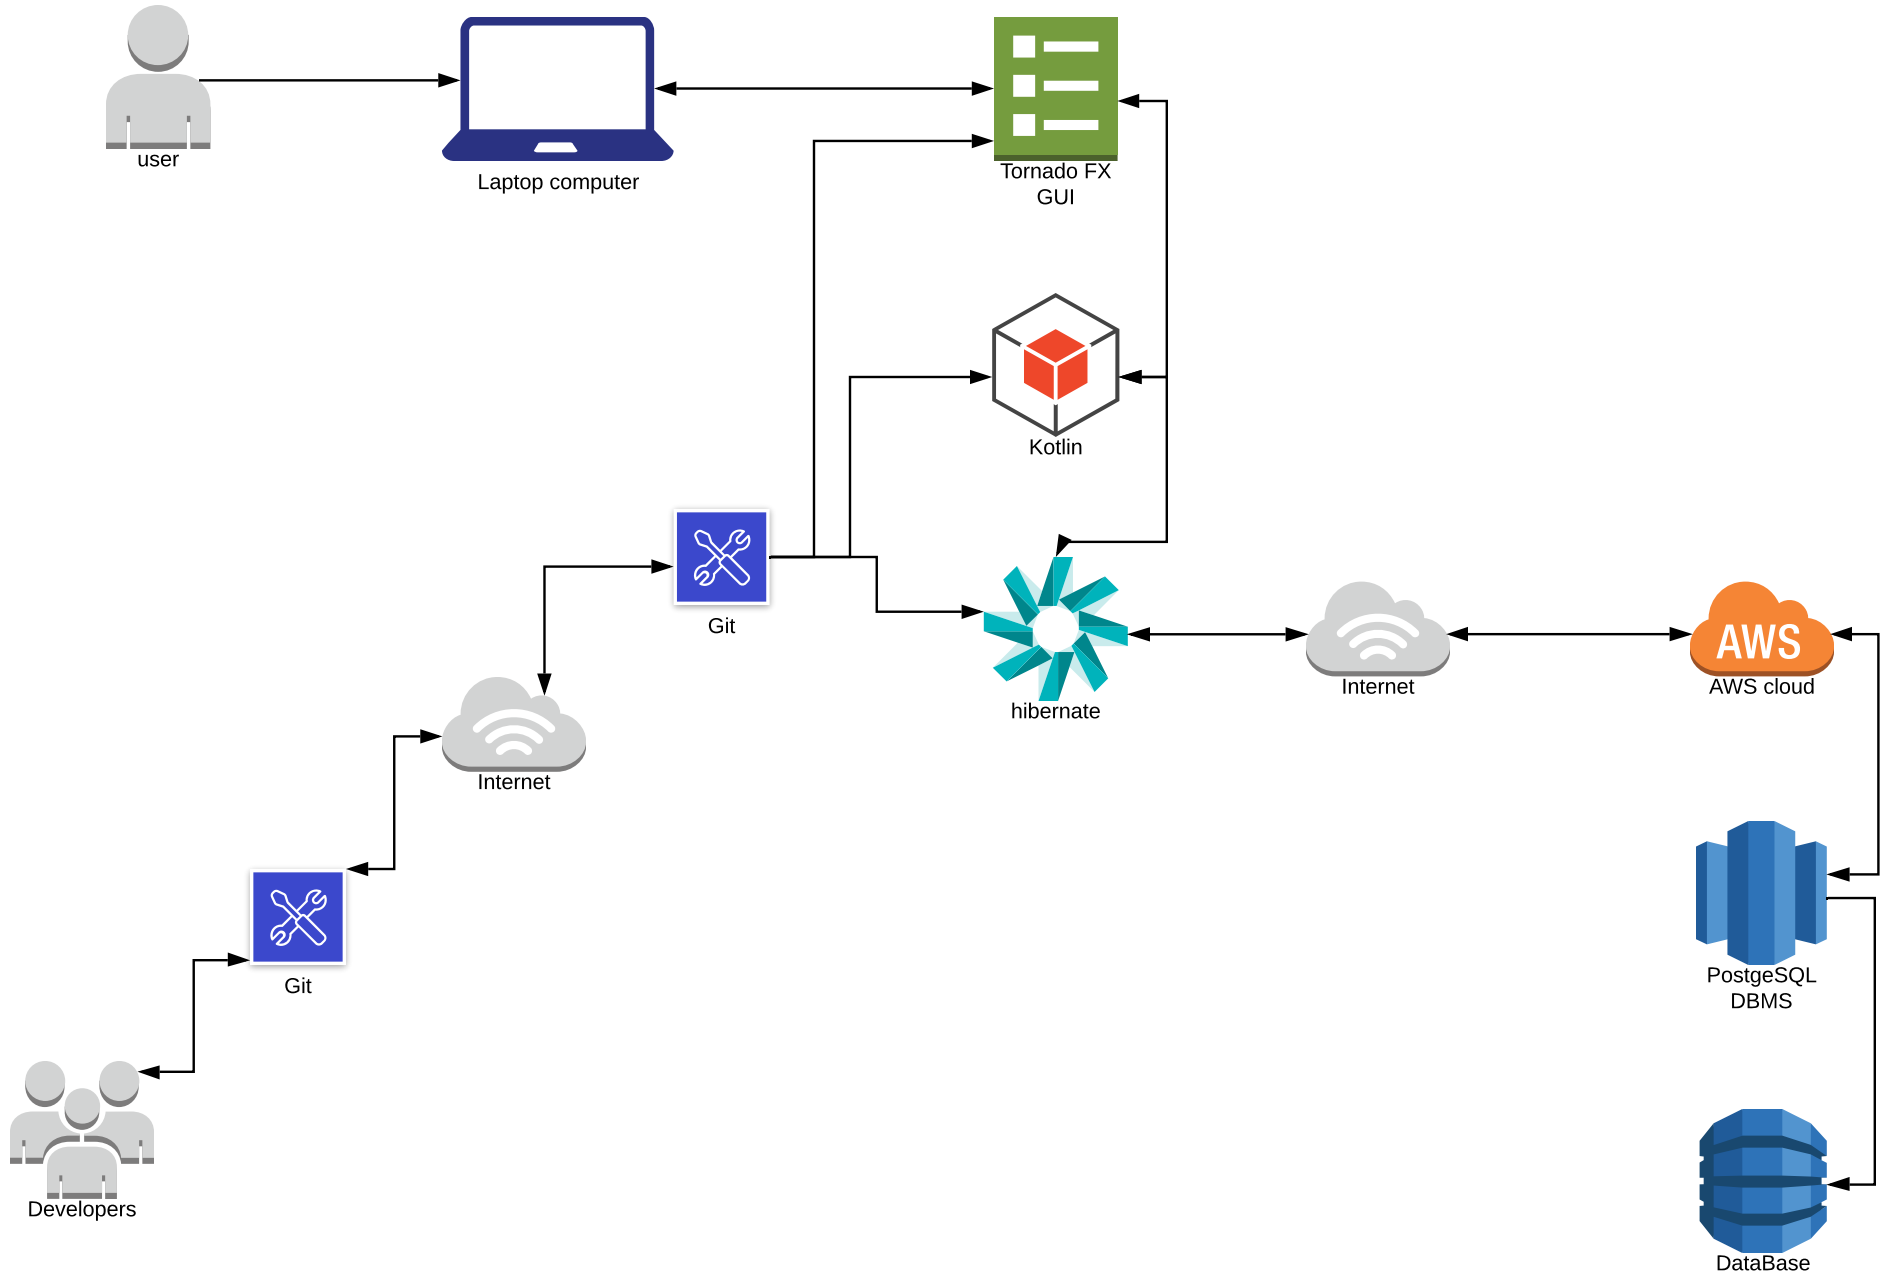 user
Laptop computer
Tornado FX
GUI
Kotlin
Git
hibernate
Internet
AWS
AWS cloud
Internet
Git
PostgeSQL
DBMS
Developers
DataBase